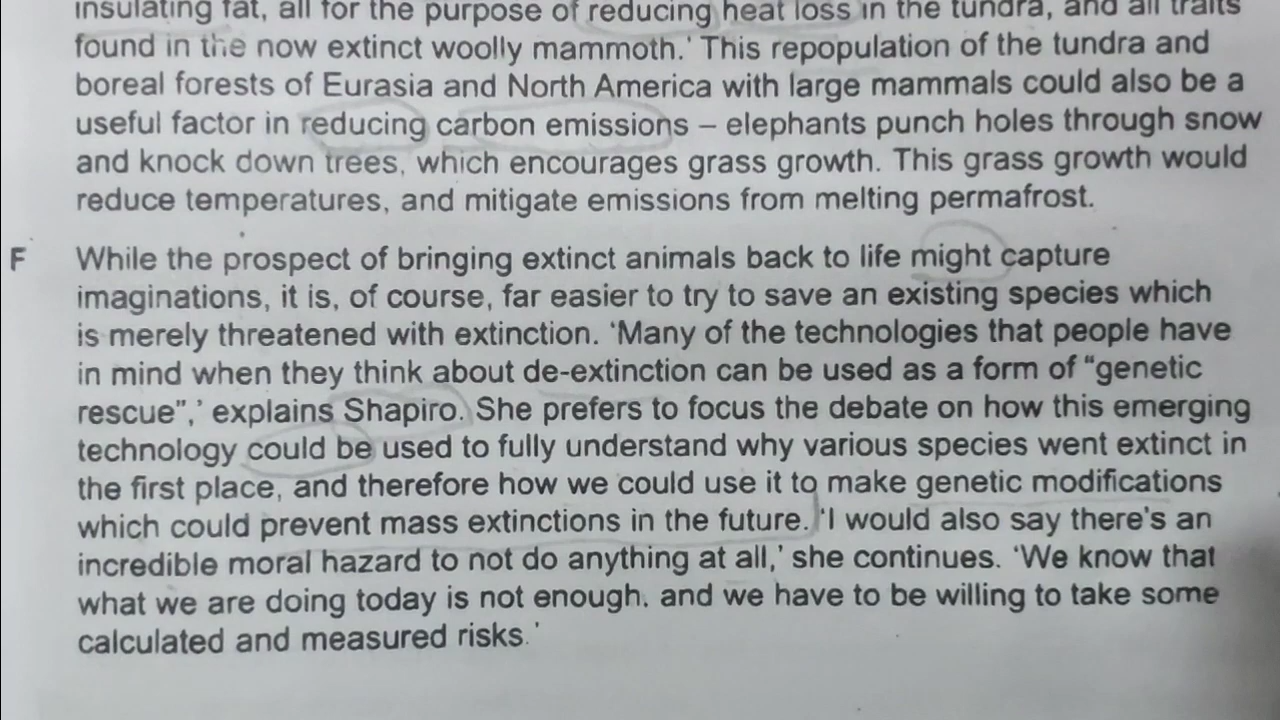 insulating fat, all for the purpose of reducing heat loss in the tundra, and all traits
found in the now extinct woolly mammoth.' This repopulation of the tundra and
boreal forests of Eurasia and North America with large mammals could also be a
useful factor in reducing carbon emissions – elephants punch holes through snow
and knock down trees, which encourages grass growth. This grass growth would
reduce temperatures, and mitigate emissions from melting permafrost.
F While the prospect of bringing extinct animals back to life might capture
imaginations, it is, of course, far easier to try to save an existing species which
is merely threatened with extinction. 'Many of the technologies that people have
in mind when they think about de-extinction can be used as a form of "genetic
rescue",' explains Shapiro. She prefers to focus the debate on how this emerging
technology could be used to fully understand why various species went extinct in
the first place, and therefore how we could use it to make genetic modifications
which could prevent mass extinctions in the future. 'I would also say there's an
incredible moral hazard to not do anything at all,' she continues. 'We know that
what we are doing today is not enough, and we have to be willing to take some
calculated and measured risks.'